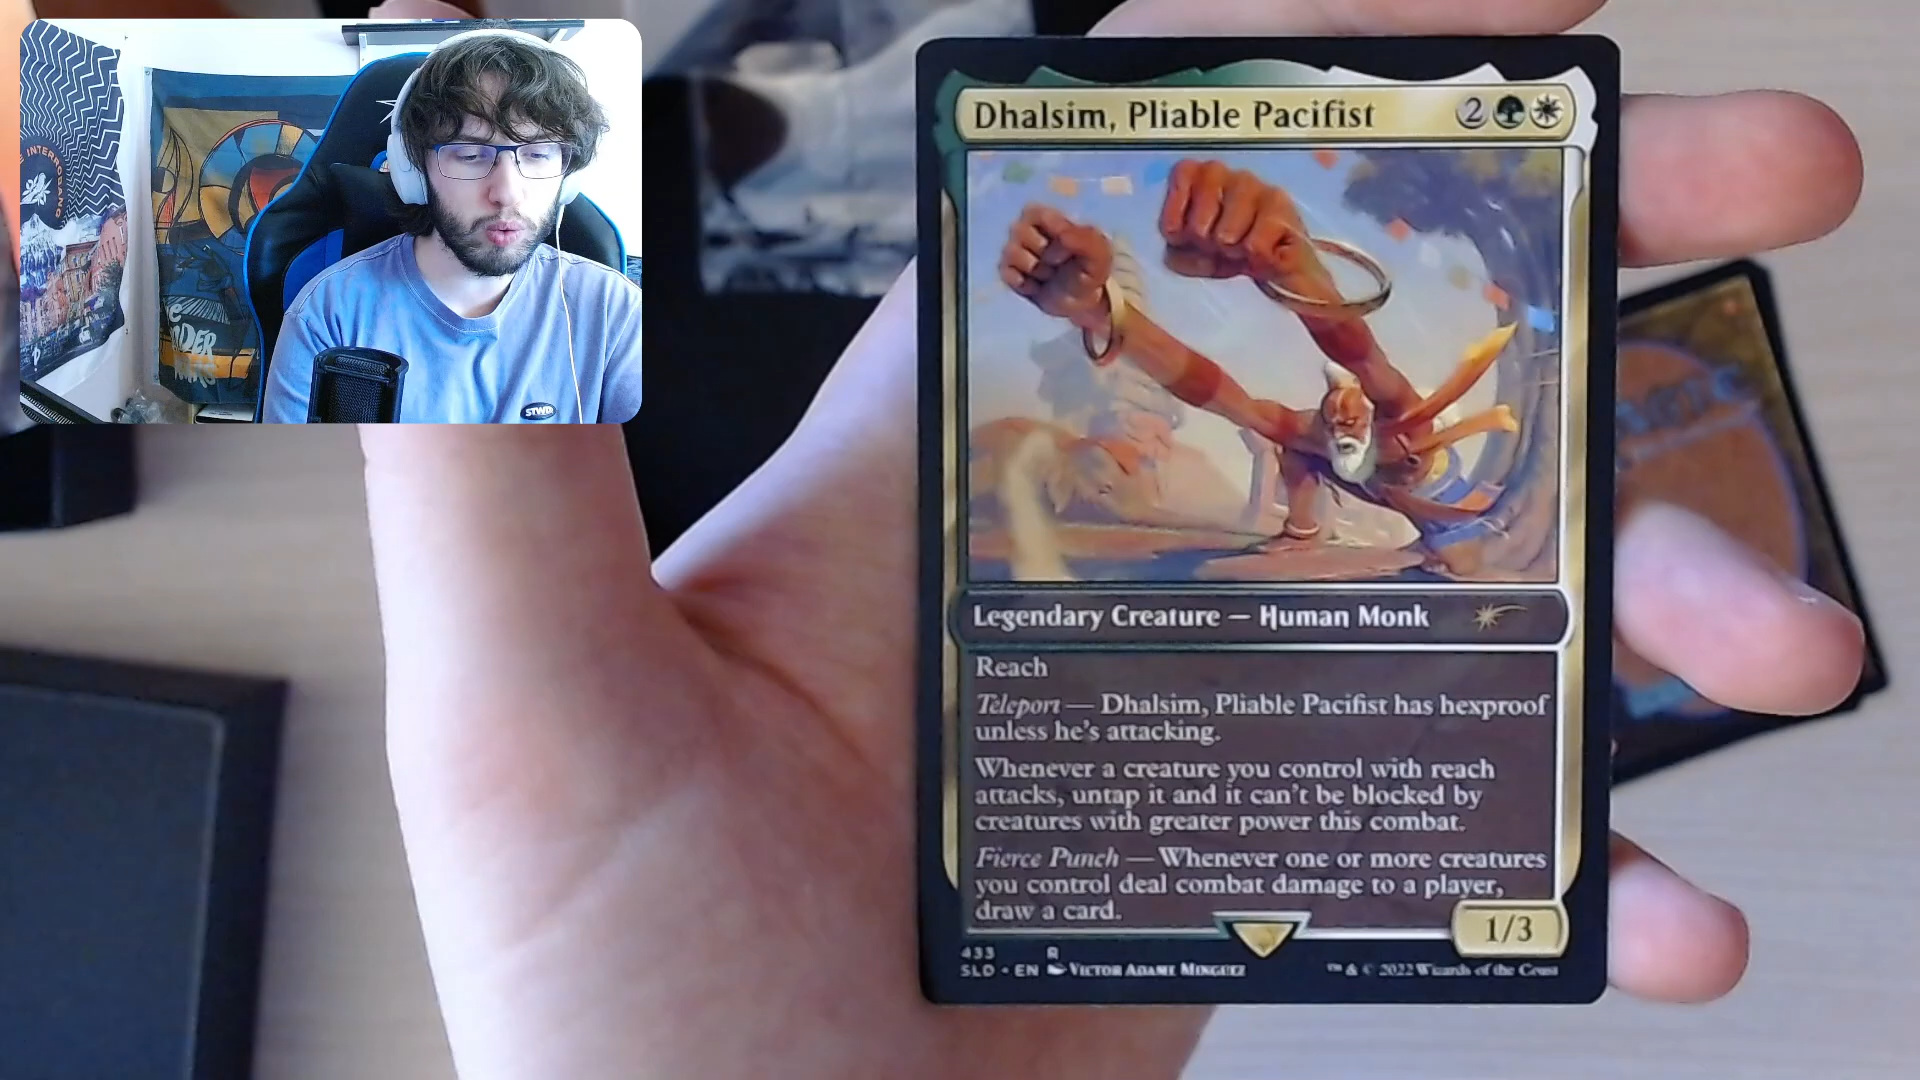 INTERROBANG
STWD
Dhalsim, Pliable Pacifist 2
Legendary Creature — Human Monk
Reach
Teleport — Dhalsim, Pliable Pacifist has hexproof
unless he's attacking.
Whenever a creature you control with reach
attacks, untap it and it can't be blocked by
creatures with greater power this combat.
Fierce Punch — Whenever one or more creatures
you control deal combat damage to a player,
draw a card.
1/3
433 R
SLD • EN Victor Adame Minguez
™ & © 2022 Wizards of the Coast